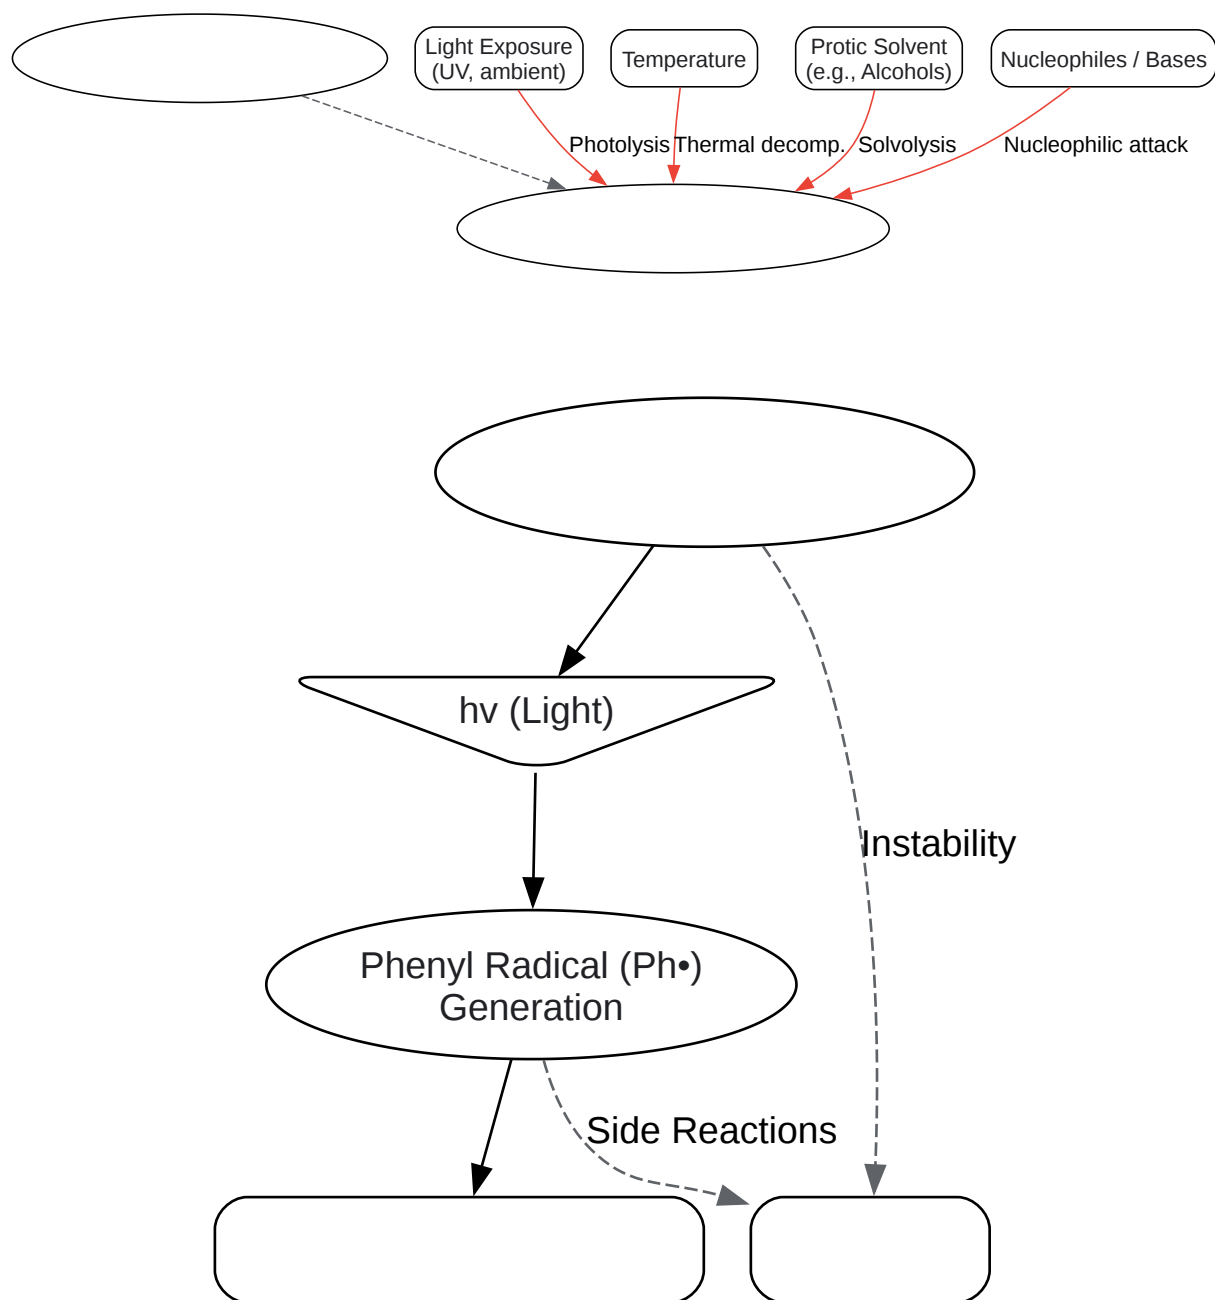 Light Exposure
(UV, ambient)
Temperature
Protic Solvent
(e.g., Alcohols)
Nucleophiles / Bases
Photolysis
Thermal decomp.
Solvolysis
Nucleophilic attack
hv (Light)
Instability
Phenyl Radical (Ph•)
Generation
Side Reactions